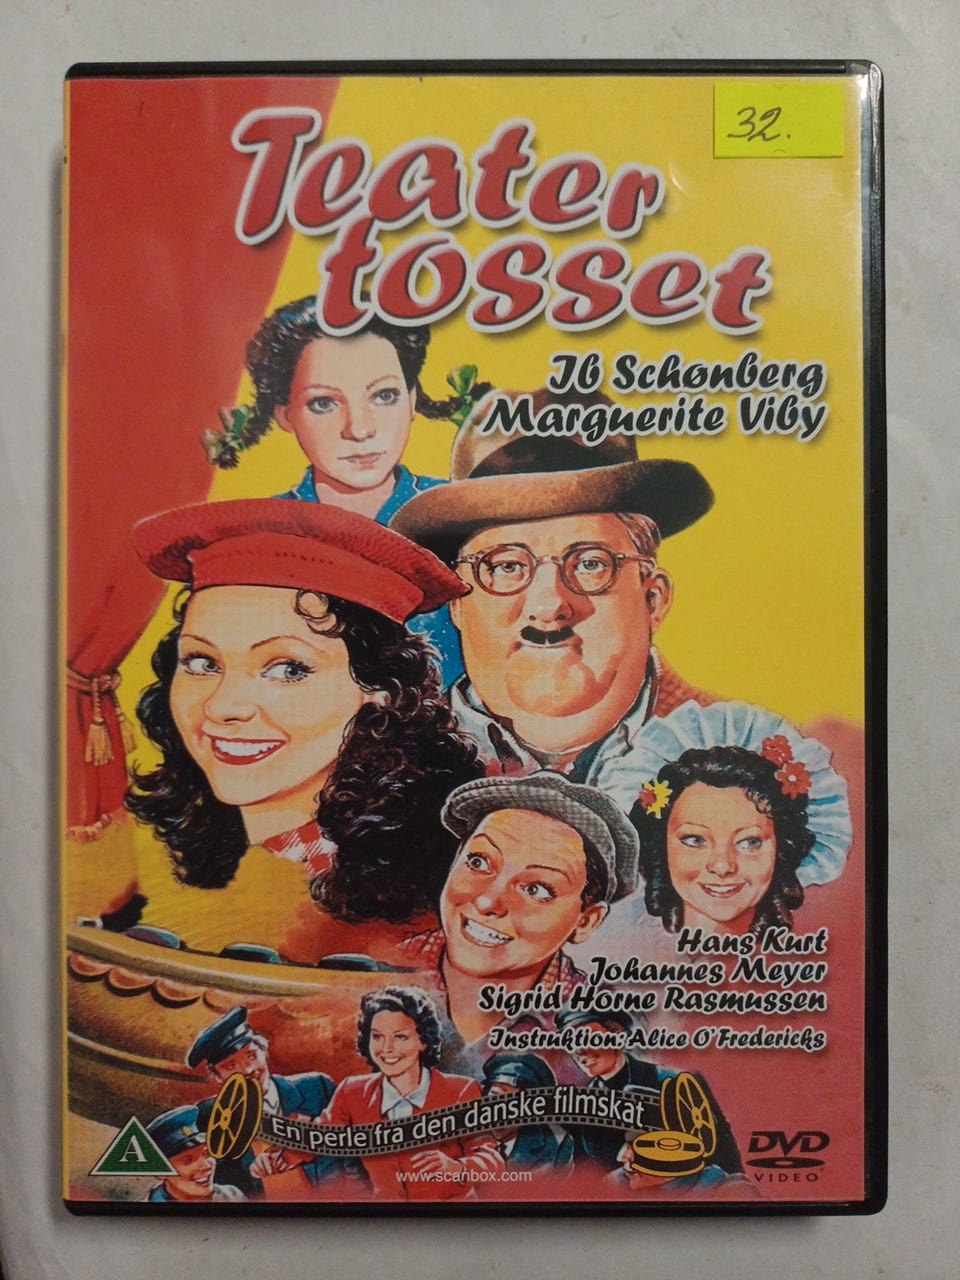 32.
Teater
tosset
Ib Schønberg
Marguerite Viby
Hans Kurt
Johannes Meyer
Sigrid Horne Rasmussen
Instruktion: Alice O'Fredericks
En perle fra den danske filmskat
A
www.scanbox.com
DVD
VIDEO